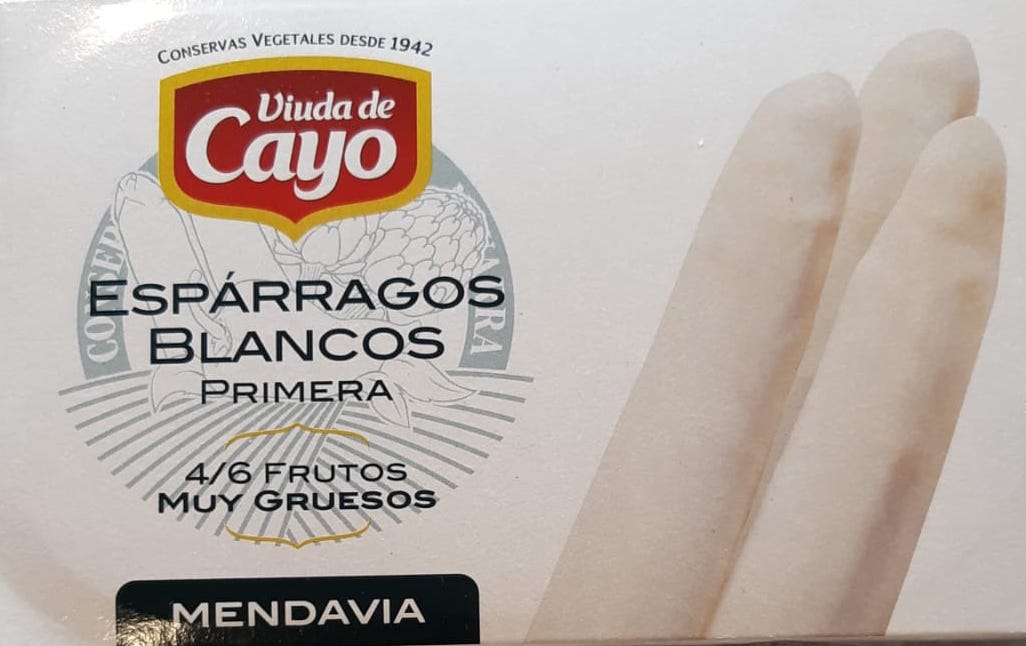 CONSERVAS VEGETALES DESDE 1942
Viuda de
Cayo
ESPÁRRAGOS
BLANCOS
PRIMERA
4/6 FRUTOS
MUY GRUESOS
MENDAVIA